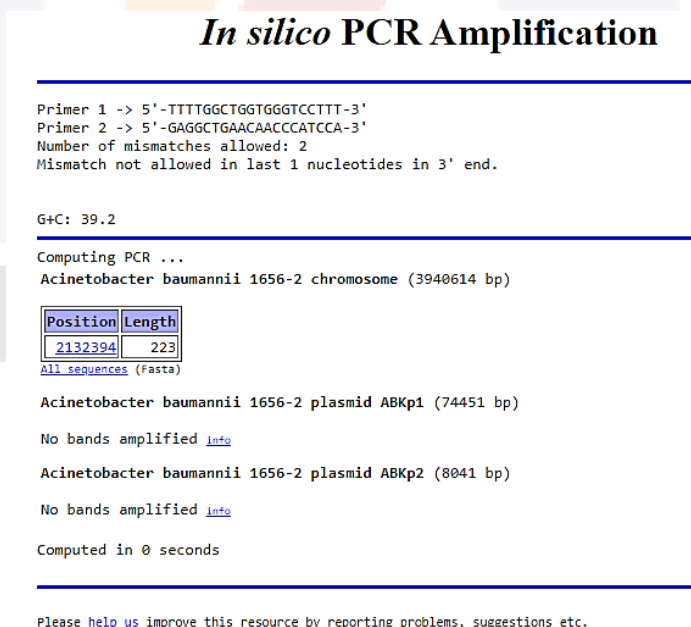 In silico PCR Amplification
Primer 1 -> 5'-TTTTGGCTGGTGGGTCCTTT-3'
Primer 2 -> 5'-GAGGCTGAACAACCCATCCA-3'
Number of mismatches allowed: 2
Mismatch not allowed in last 1 nucleotides in 3' end.
G+C: 39.2
Computing PCR ...
Acinetobacter baumannii 1656-2 chromosome (3940614 bp)
Position Length
2132394 223
All sequences (Fasta)
Acinetobacter baumannii 1656-2 plasmid ABKp1 (74451 bp)
No bands amplified info
Acinetobacter baumannii 1656-2 plasmid ABKp2 (8041 bp)
No bands amplified info
Computed in 0 seconds
Please help us improve this resource by reporting problems, suggestions etc.